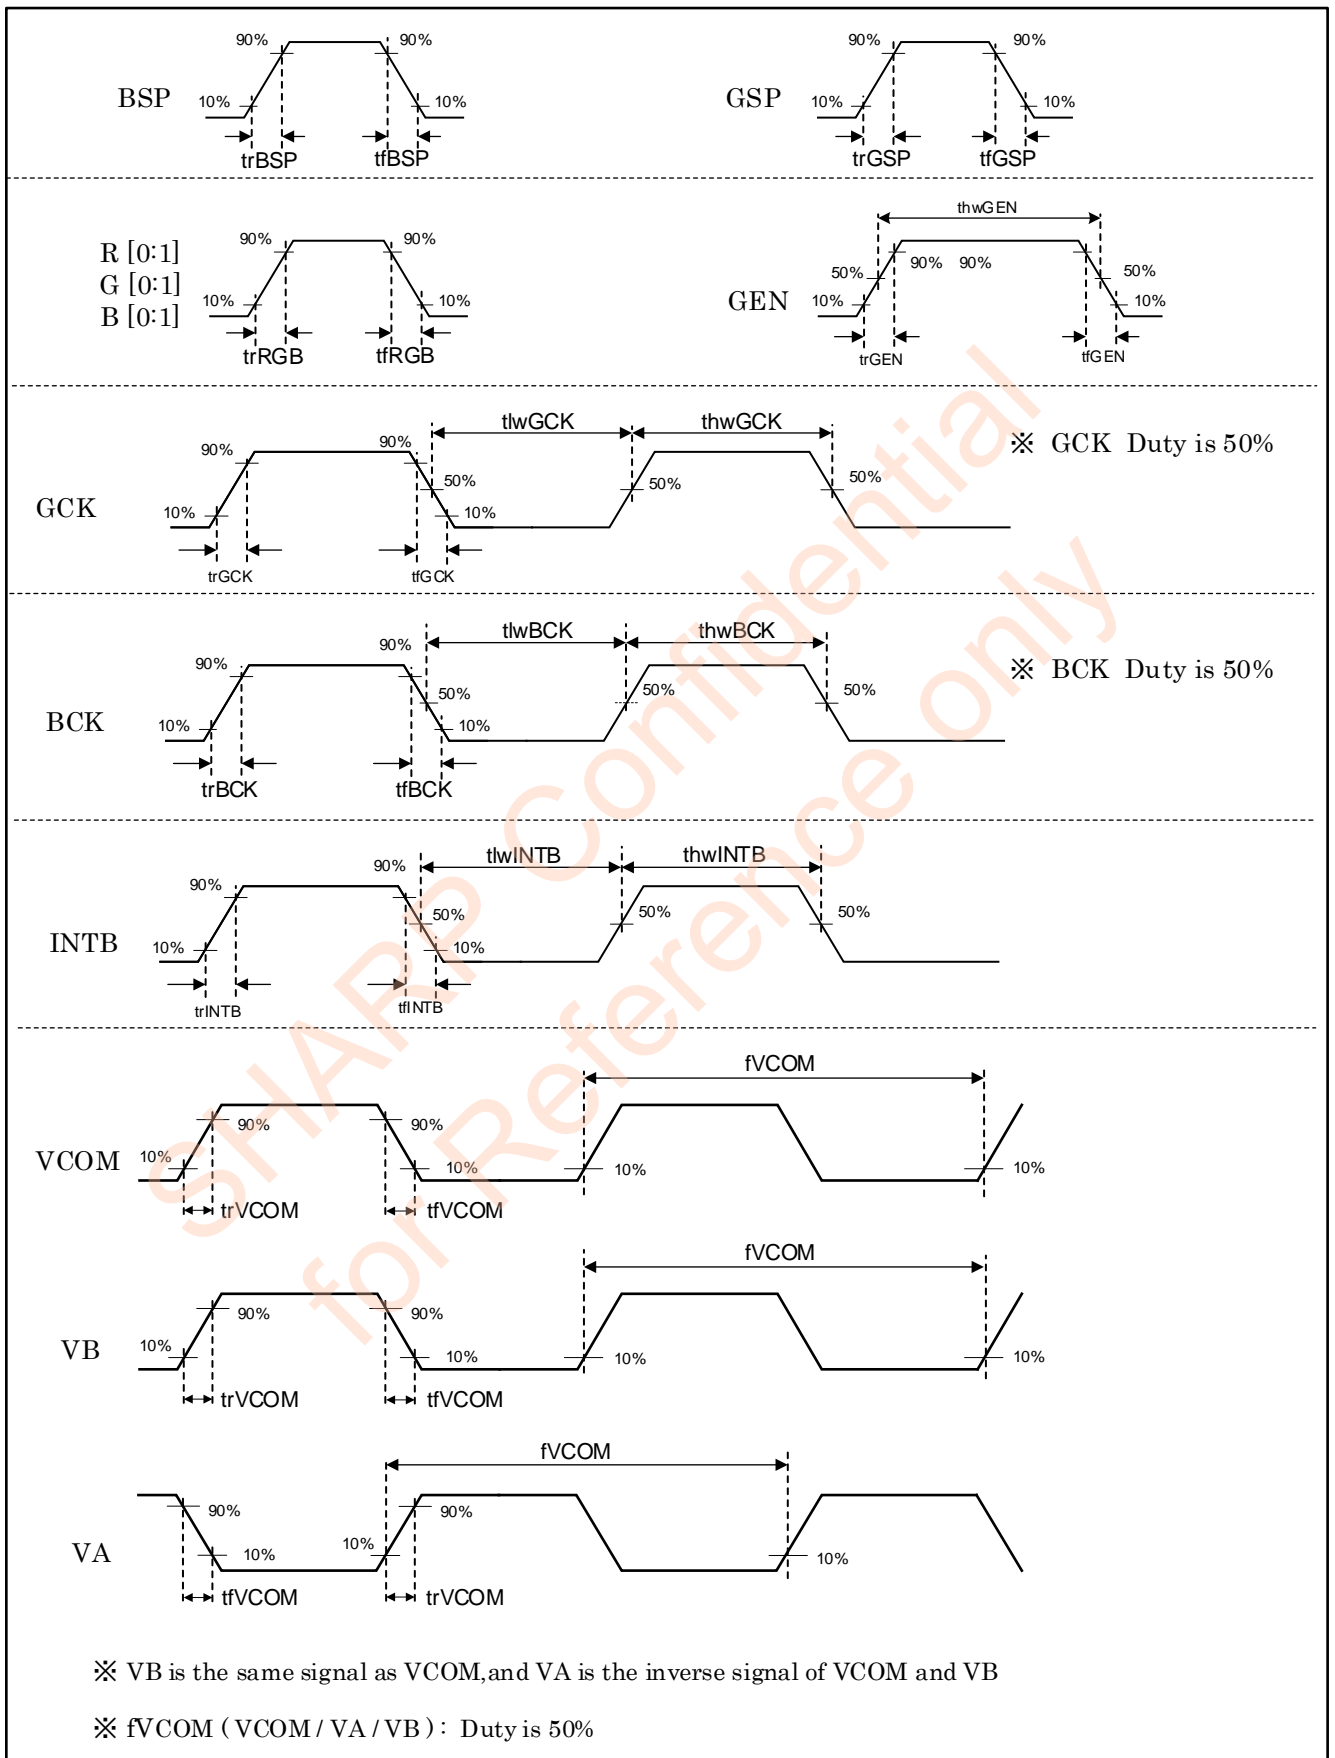 90% 90% 90% 90%
BSP 10% 10% GSP 10% 10%
trBSP tfBSP trGSP tfGSP
thwGEN
R [0:1] 90% 90%
G [0:1] 50% 90% 90% 50%
B [0:1] 10% 10% GEN 10% 10%
trRGB tfRGB trGEN tfGEN
tlwGCK thwGCK ※ GCK Duty is 50%
90% 90%
50% 50% 50%
GCK 10% 10%
trGCK tfGCK
tlwBCK thwBCK
90% 90% ※ BCK Duty is 50%
50% 50% 50%
BCK 10% 10%
trBCK tfBCK
tlwINTB thwINTB
90% 90%
50% 50% 50%
INTB 10% 10%
trINTB tfINTB
fVCOM
90% 90%
VCOM 10% 10% 10% 10%
trVCOM tfVCOM
fVCOM
90% 90%
VB 10% 10% 10% 10%
trVCOM tfVCOM
fVCOM
90% 90%
VA 10% 10% 10%
tfVCOM trVCOM
※ VB is the same signal as VCOM,and VA is the inverse signal of VCOM and VB
※ fVCOM ( VCOM / VA / VB ) : Duty is 50%
SHARP Confidential
for Reference only